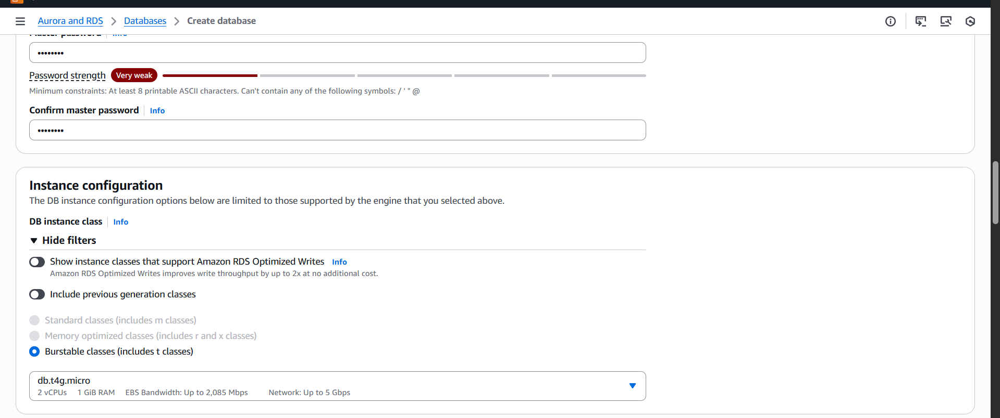 Aurora and RDS > Databases > Create database
Master password Info
••••••••
Password strength Very weak
Minimum constraints: At least 8 printable ASCII characters. Can't contain any of the following symbols: / ' " @
Confirm master password Info
••••••••
Instance configuration
The DB instance configuration options below are limited to those supported by the engine that you selected above.
DB instance class Info
Hide filters
Show instance classes that support Amazon RDS Optimized Writes Info
Amazon RDS Optimized Writes improves write throughput by up to 2x at no additional cost.
Include previous generation classes
Standard classes (includes m classes)
Memory optimized classes (includes r and x classes)
Burstable classes (includes t classes)
db.t4g.micro
2 vCPUs 1 GiB RAM EBS Bandwidth: Up to 2,085 Mbps Network: Up to 5 Gbps